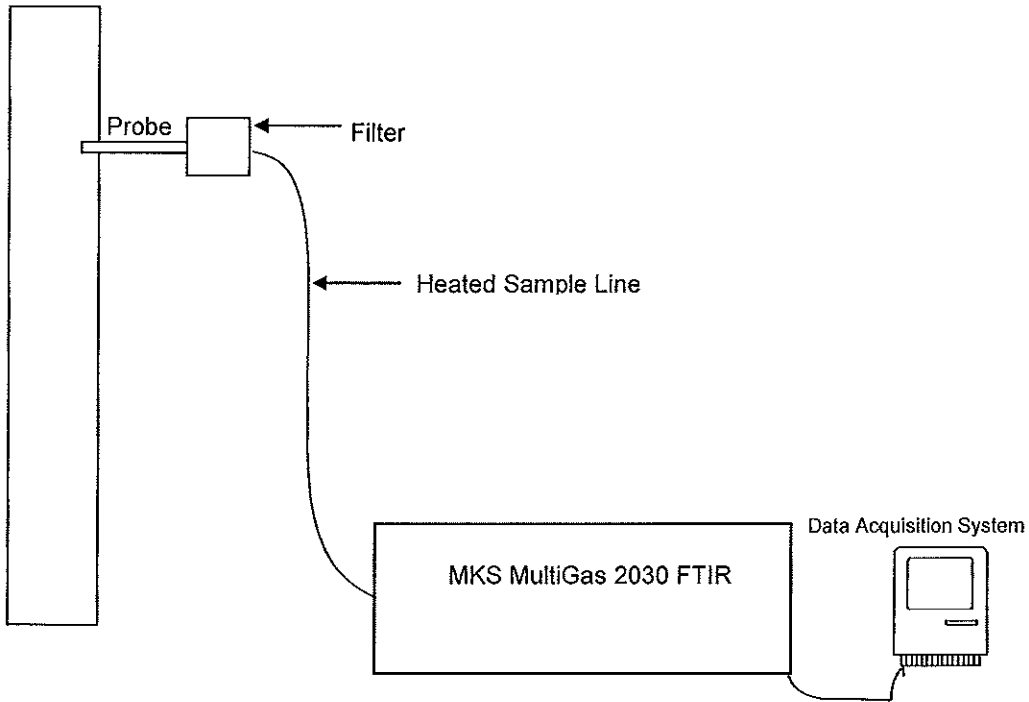 Probe
Filter
Heated Sample Line
Data Acquisition System
MKS MultiGas 2030 FTIR